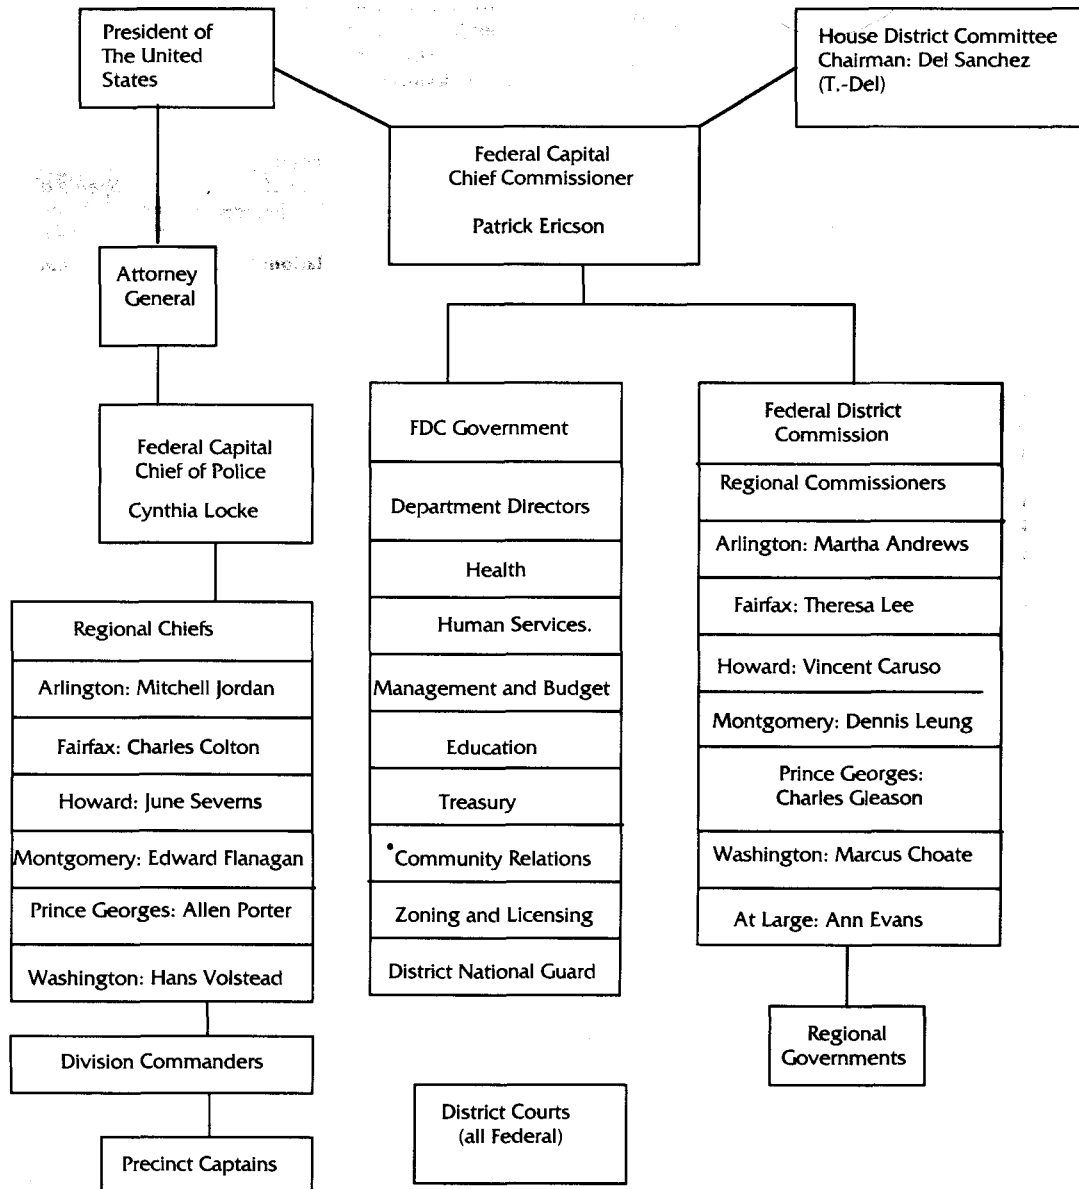 President of
The United
States
House District Committee
Chairman: Del Sanchez
(T.-Del)
Federal Capital
Chief Commissioner
Patrick Ericson
Attorney
General
Federal Capital
Chief of Police
Cynthia Locke
Regional Chiefs
Arlington: Mitchell Jordan
Fairfax: Charles Colton
Howard: June Severns
Montgomery: Edward Flanagan
Prince Georges: Allen Porter
Washington: Hans Volstead
Division Commanders
Precinct Captains
FDC Government
Department Directors
Health
Human Services.
Management and Budget
Education
Treasury
Community Relations
Zoning and Licensing
District National Guard
District Courts
(all Federal)
Federal District
Commission
Regional Commissioners
Arlington: Martha Andrews
Fairfax: Theresa Lee
Howard: Vincent Caruso
Montgomery: Dennis Leung
Prince Georges:
Charles Gleason
Washington: Marcus Choate
At Large: Ann Evans
Regional
Governments